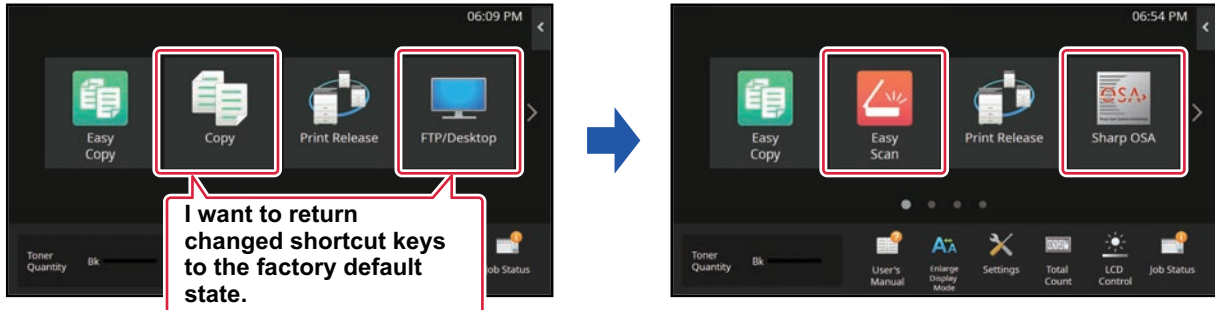 06:09 PM
Easy
Copy
Copy
Print Release
FTP/Desktop
I want to return
changed shortcut keys
to the factory default
state.
Toner
Quantity
Bk
ob Status
06:54 PM
Easy
Copy
Easy
Scan
Print Release
OSA
Sharp OSA
Toner
Quantity
Bk
User's
Manual
Enlarge
Display
Mode
Settings
Total
Count
LCD
Control
Job Status